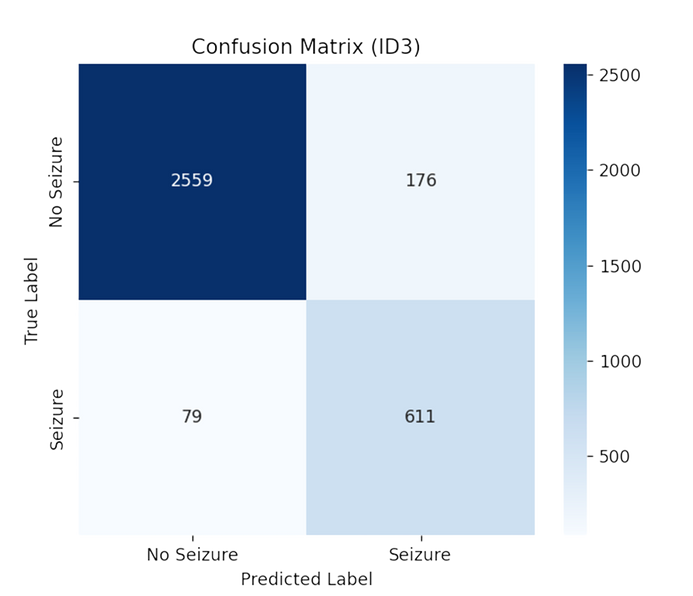 Confusion Matrix (ID3)
2500
2000
1500
1000
500
No Seizure
Seizure
True Label
2559
176
79
611
No Seizure
Seizure
Predicted Label